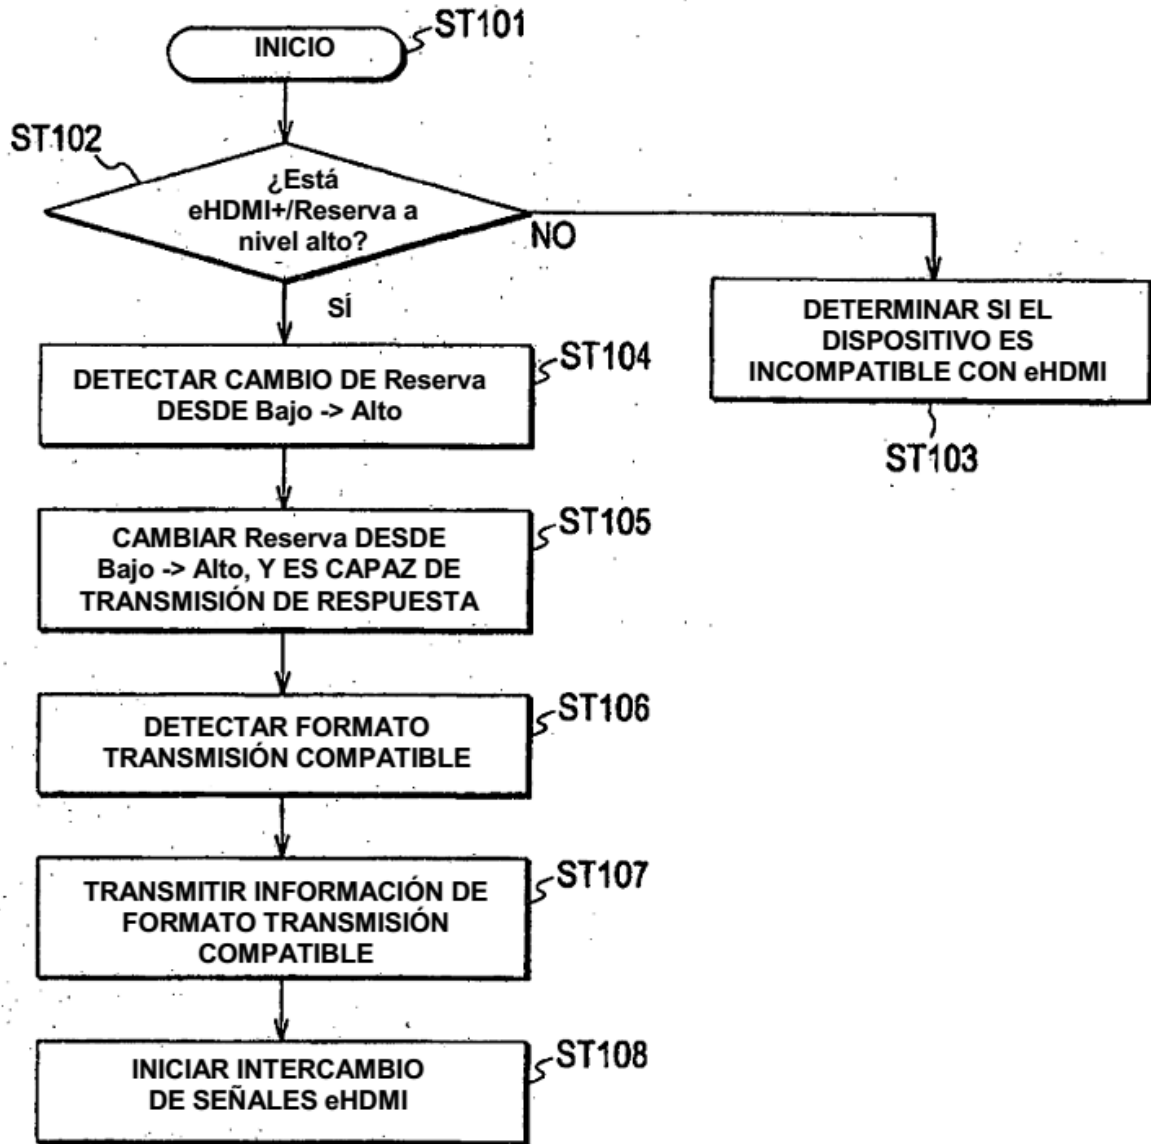 INICIO
ST101
ST102
¿Está
eHDMI+/Reserva a
nivel alto?
NO
SÍ
DETERMINAR SI EL
DISPOSITIVO ES
INCOMPATIBLE CON eHDMI
ST103
DETECTAR CAMBIO DE Reserva
DESDE Bajo -> Alto
ST104
CAMBIAR Reserva DESDE
Bajo -> Alto, Y ES CAPAZ DE
TRANSMISIÓN DE RESPUESTA
ST105
DETECTAR FORMATO
TRANSMISIÓN COMPATIBLE
ST106
TRANSMITIR INFORMACIÓN DE
FORMATO TRANSMISIÓN
COMPATIBLE
ST107
INICIAR INTERCAMBIO
DE SEÑALES eHDMI
ST108